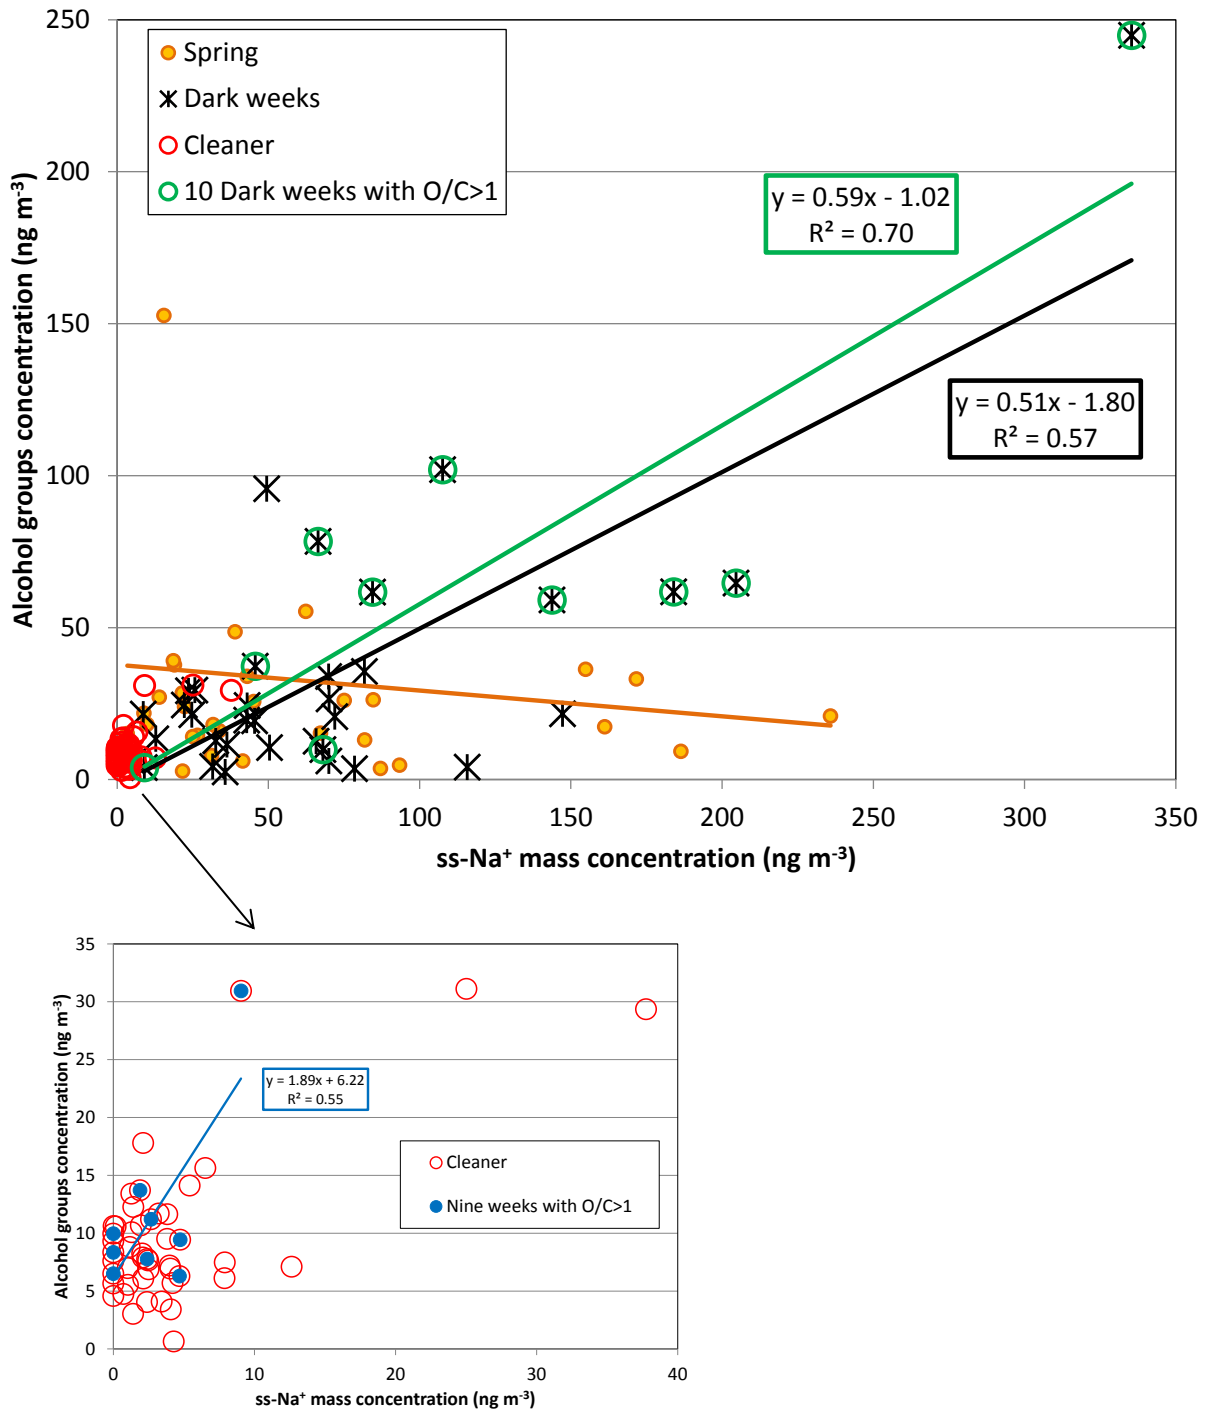 250
200
150
100
50
0
Alcohol groups concentration (ng m⁻³)
Spring
Dark weeks
Cleaner
10 Dark weeks with O/C>1
y = 0.59x - 1.02
R² = 0.70
y = 0.51x - 1.80
R² = 0.57
0 50 100 150 200 250 300 350
ss-Na⁺ mass concentration (ng m⁻³)
35
30
25
20
15
10
5
0
Alcohol groups concentration (ng m⁻³)
y = 1.89x + 6.22
R² = 0.55
Cleaner
Nine weeks with O/C>1
0 10 20 30 40
ss-Na⁺ mass concentration (ng m⁻³)